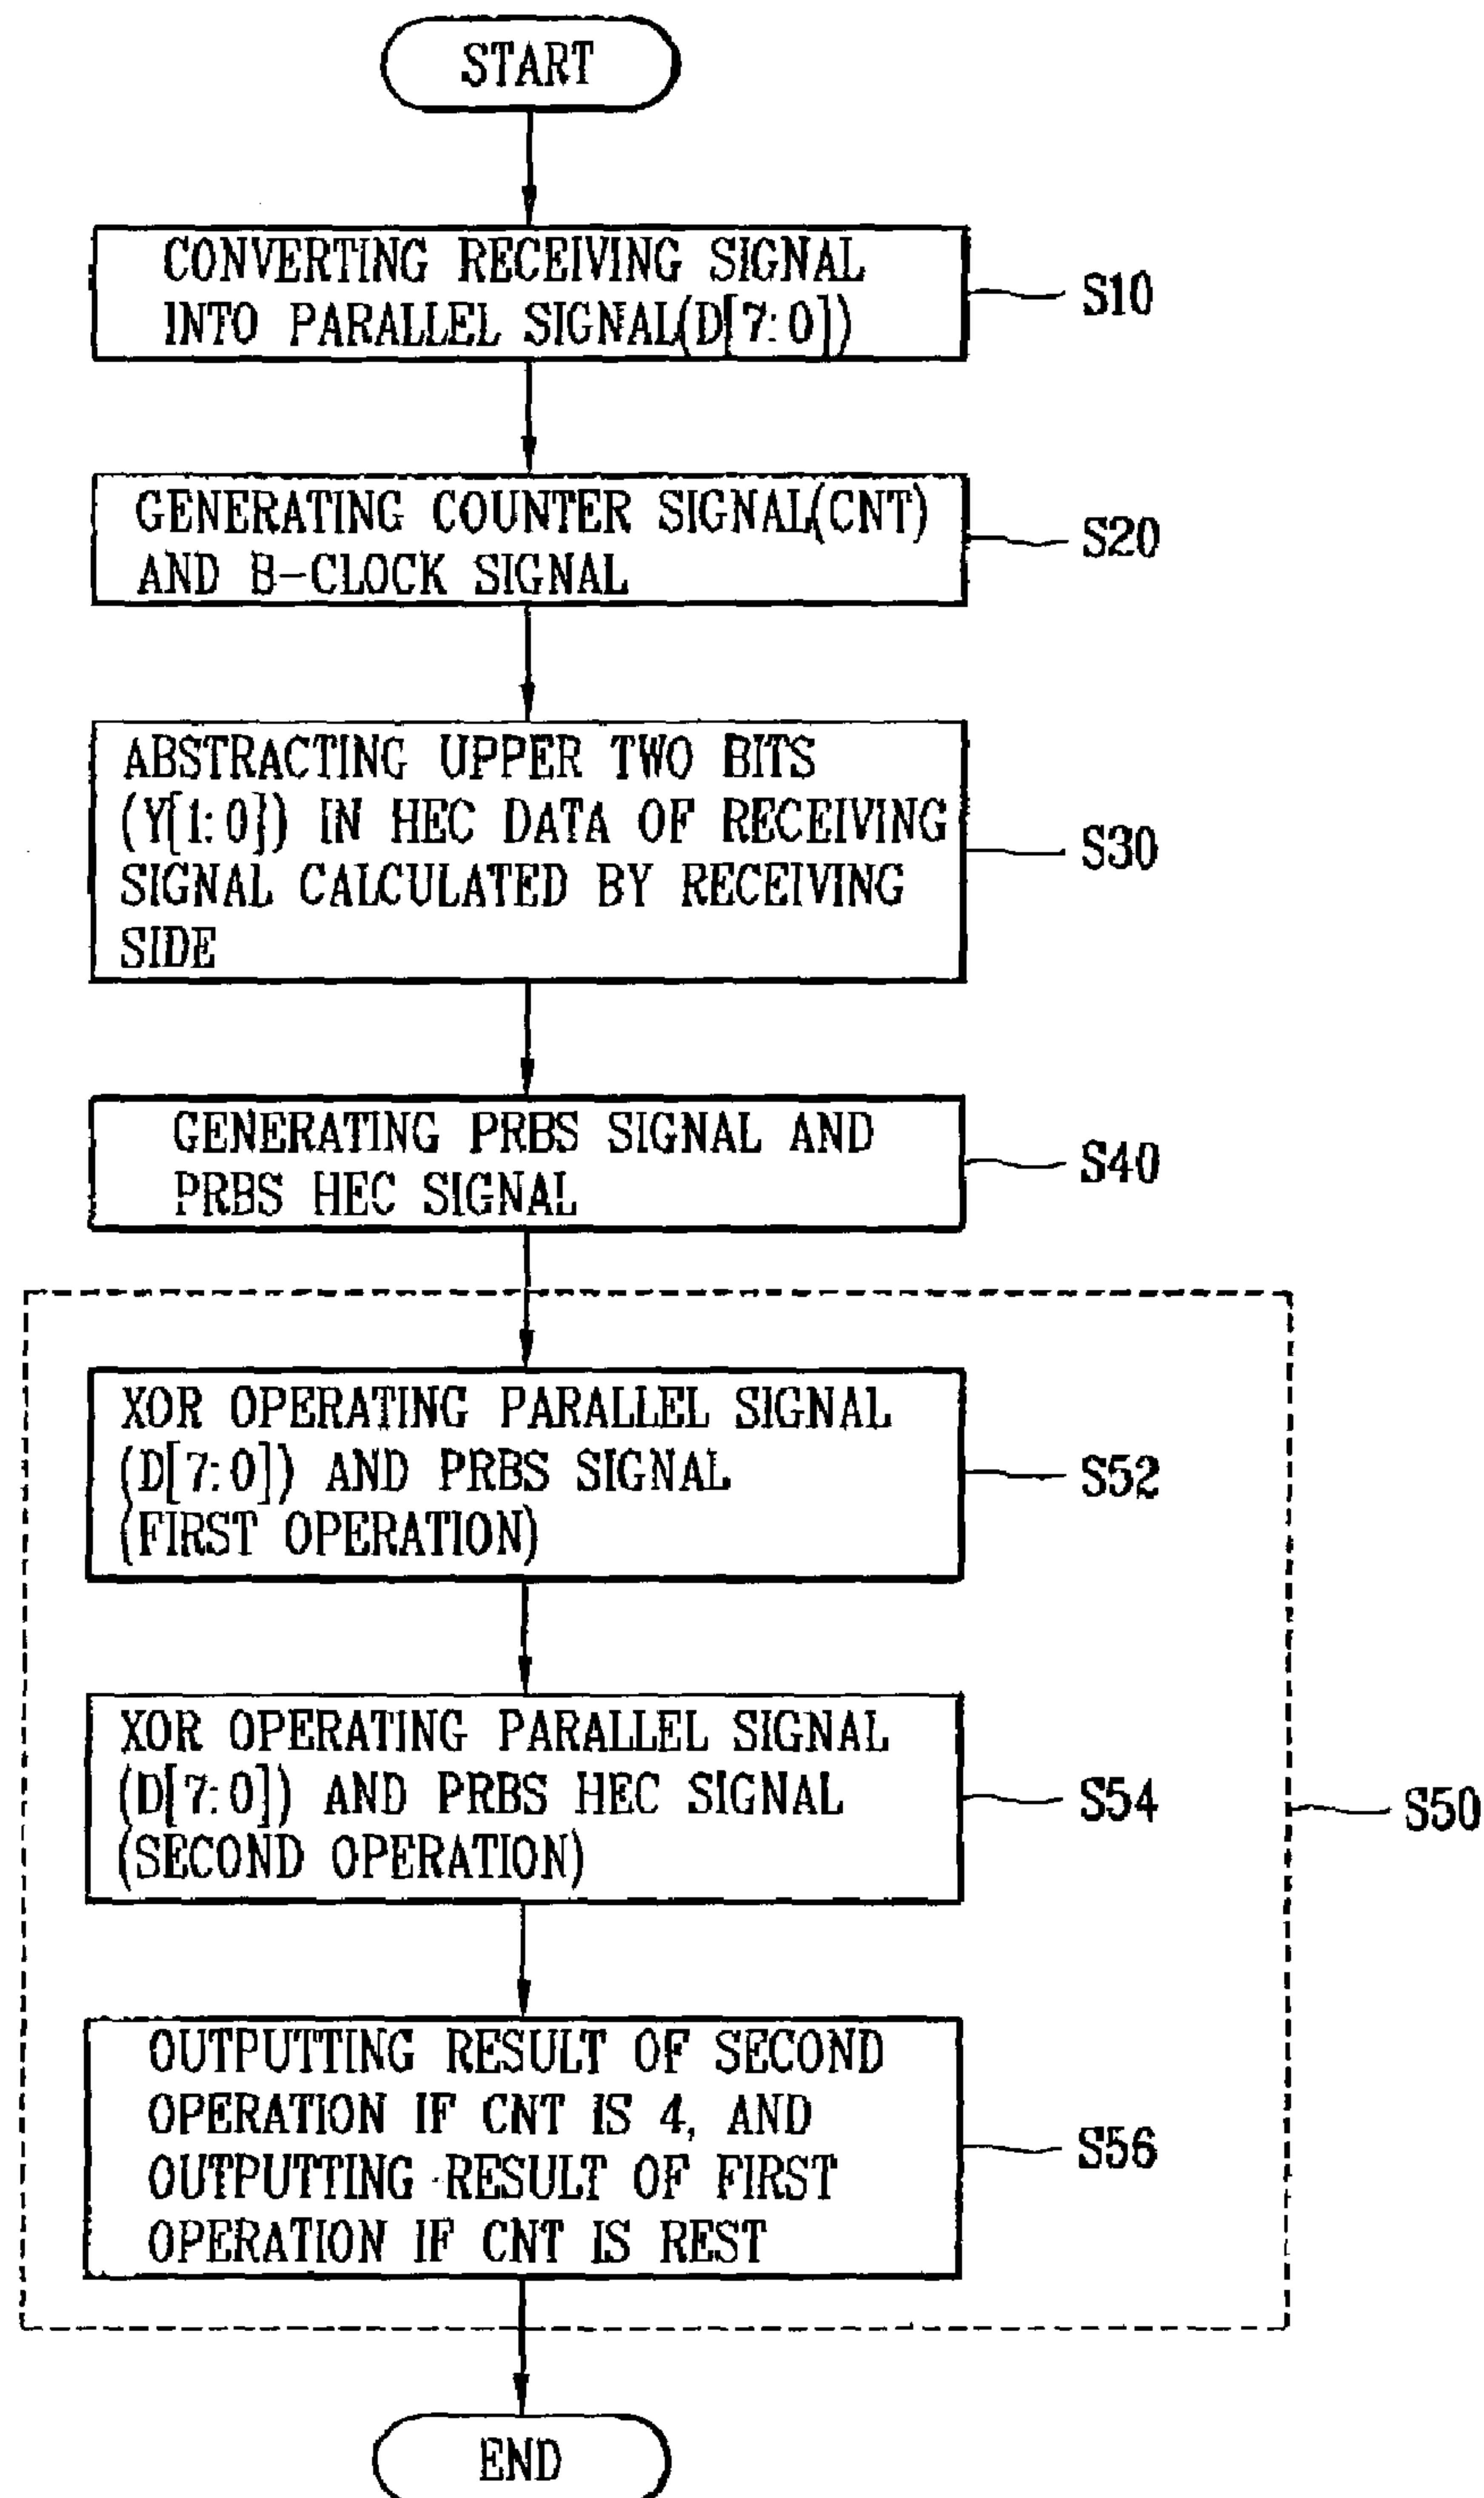 START
CONVERTING RECEIVING SIGNAL
INTO PARALLEL SIGNAL(D[7:0])
S10
GENERATING COUNTER SIGNAL(CNT)
AND B-CLOCK SIGNAL
S20
ABSTRACTING UPPER TWO BITS
(Y[1:0]) IN HEC DATA OF RECEIVING
SIGNAL CALCULATED BY RECEIVING
SIDE
S30
GENERATING PRBS SIGNAL AND
PRBS HEC SIGNAL
S40
XOR OPERATING PARALLEL SIGNAL
(D[7:0]) AND PRBS SIGNAL
(FIRST OPERATION)
S52
XOR OPERATING PARALLEL SIGNAL
(D[7:0]) AND PRBS HEC SIGNAL
(SECOND OPERATION)
S54
S50
OUTPUTTING RESULT OF SECOND
OPERATION IF CNT IS 4, AND
OUTPUTTING RESULT OF FIRST
OPERATION IF CNT IS REST
S56
END